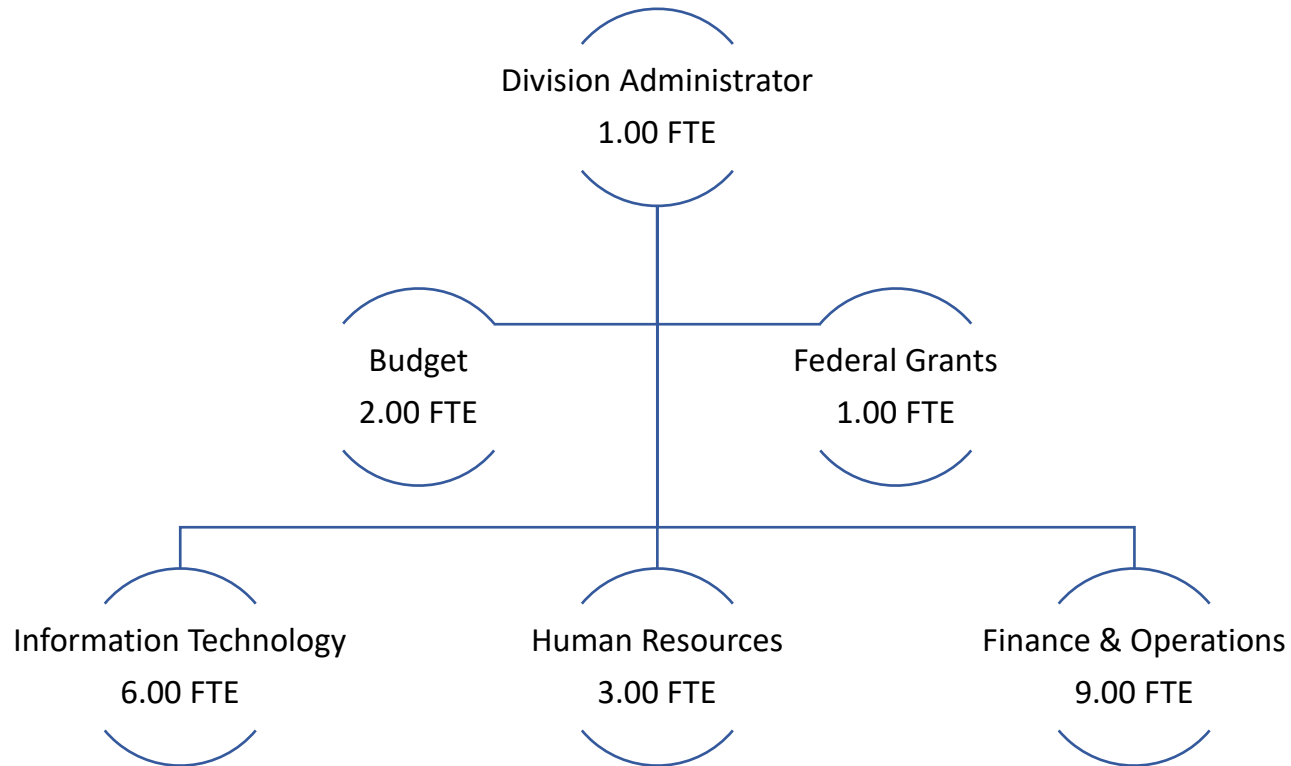 Division Administrator
1.00 FTE
Budget
2.00 FTE
Federal Grants
1.00 FTE
Information Technology
6.00 FTE
Human Resources
3.00 FTE
Finance & Operations
9.00 FTE